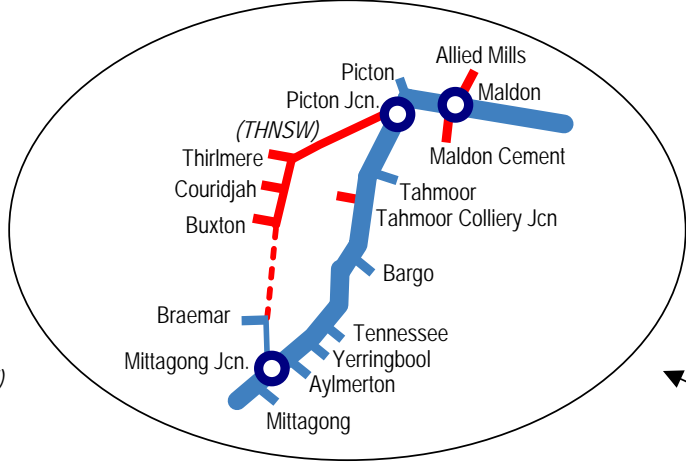 Allied Mills
Picton
Maldon
Picton Jcn.
(THNSW)
Maldon Cement
Thirlmere
Couridjah
Tahmoor
Buxton
Tahmoor Colliery Jcn
Bargo
Braemar
Tennessee
Mittagong Jcn.
Yerringbool
Aylmerton
)
Mittagong